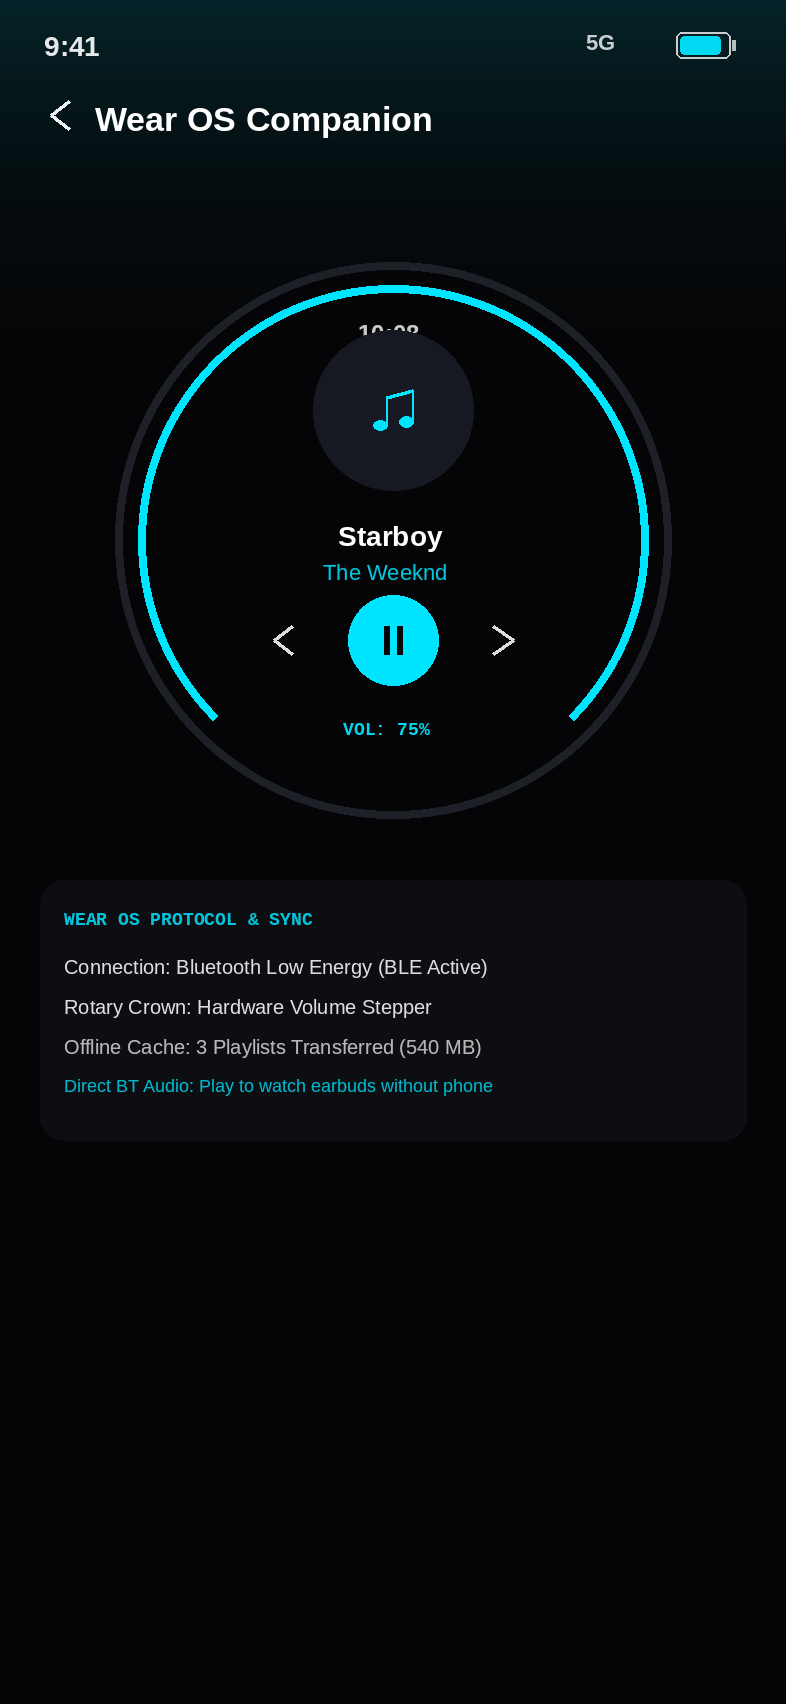 9:41
5G
Wear OS Companion
10:08
Starboy
The Weeknd
VOL: 75%
WEAR OS PROTOCOL & SYNC
Connection: Bluetooth Low Energy (BLE Active)
Rotary Crown: Hardware Volume Stepper
Offline Cache: 3 Playlists Transferred (540 MB)
Direct BT Audio: Play to watch earbuds without phone